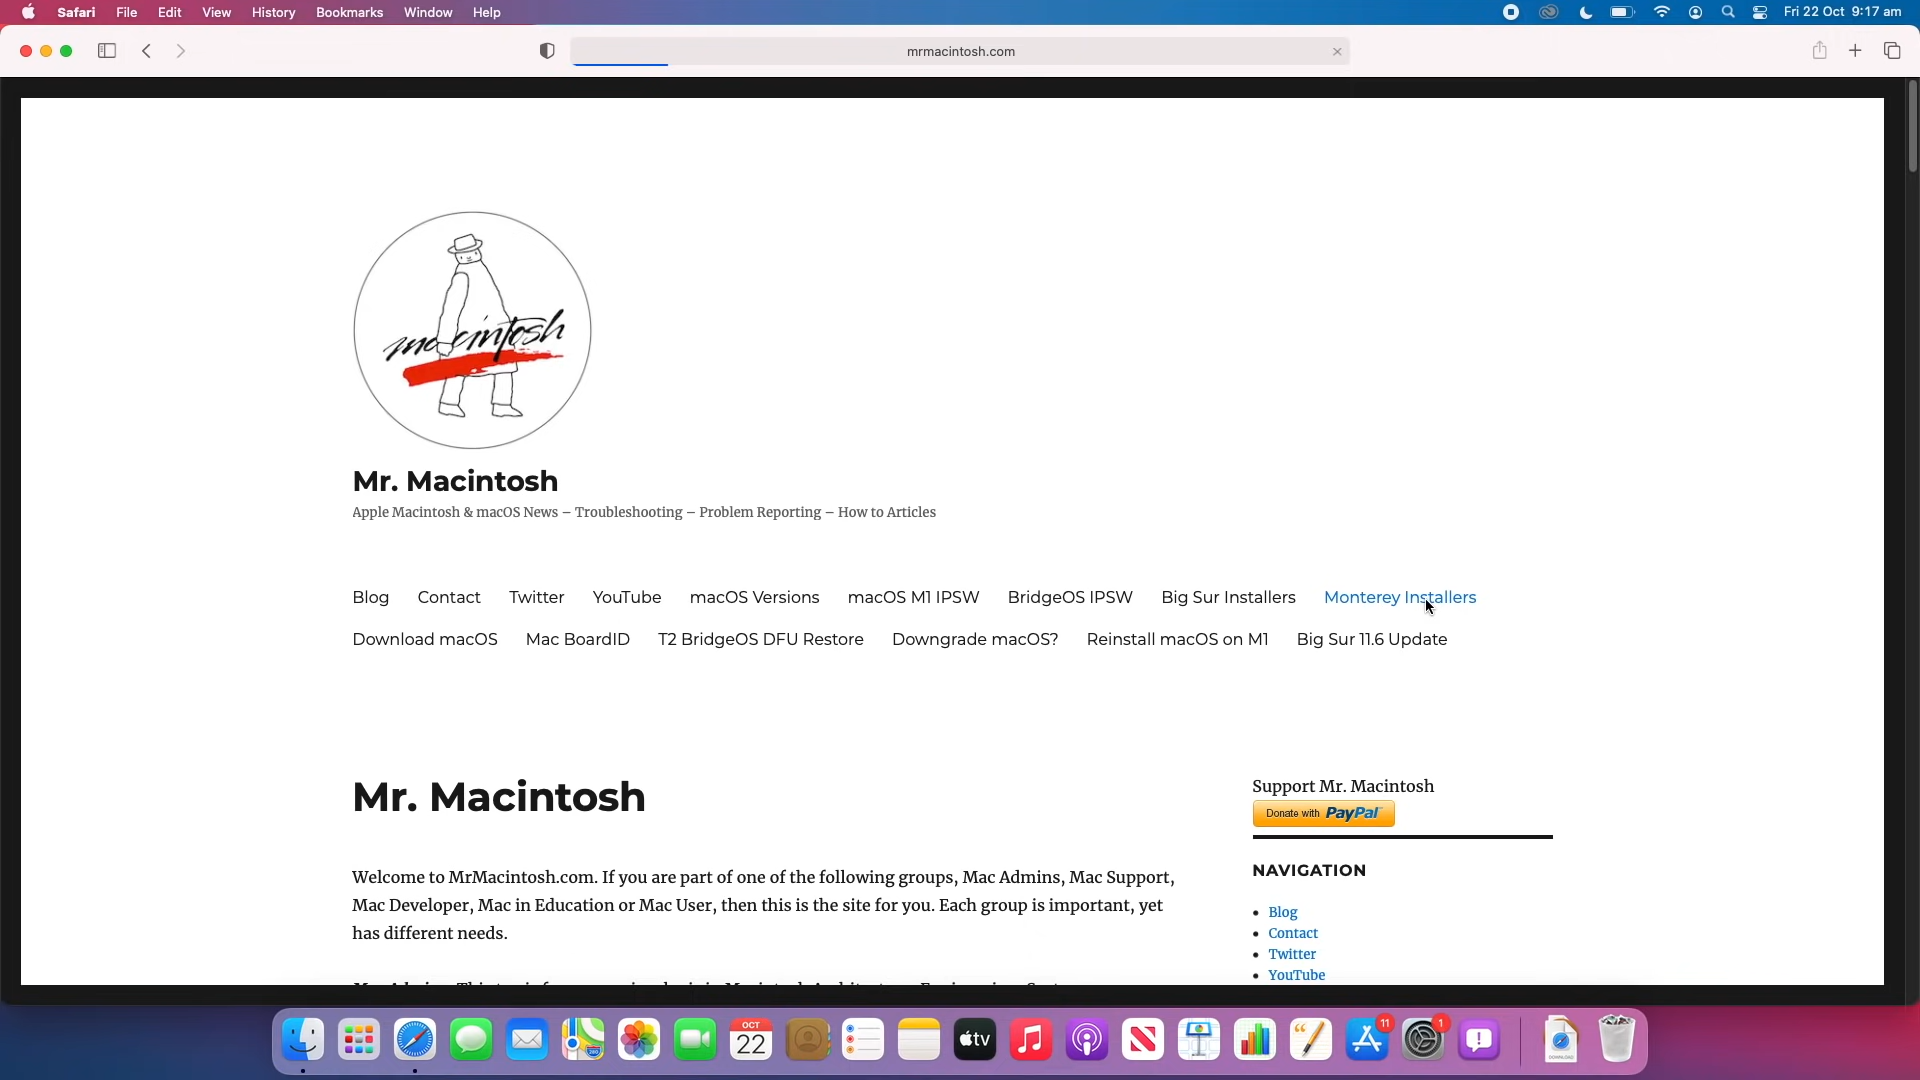 Safari File Edit View History Bookmarks Window Help Fri 22 Oct 9:17 am
mrmacintosh.com
macintosh
Mr. Macintosh
Apple Macintosh & macOS News – Troubleshooting – Problem Reporting – How to Articles
Blog Contact Twitter YouTube macOS Versions macOS M1 IPSW BridgeOS IPSW Big Sur Installers Monterey Installers
Download macOS Mac BoardID T2 BridgeOS DFU Restore Downgrade macOS? Reinstall macOS on M1 Big Sur 11.6 Update
Mr. Macintosh
Support Mr. Macintosh
Donate with PayPal
NAVIGATION
Welcome to MrMacintosh.com. If you are part of one of the following groups, Mac Admins, Mac Support,
Mac Developer, Mac in Education or Mac User, then this is the site for you. Each group is important, yet
has different needs.
Blog
Contact
Twitter
YouTube
OCT
22
tv
11
1